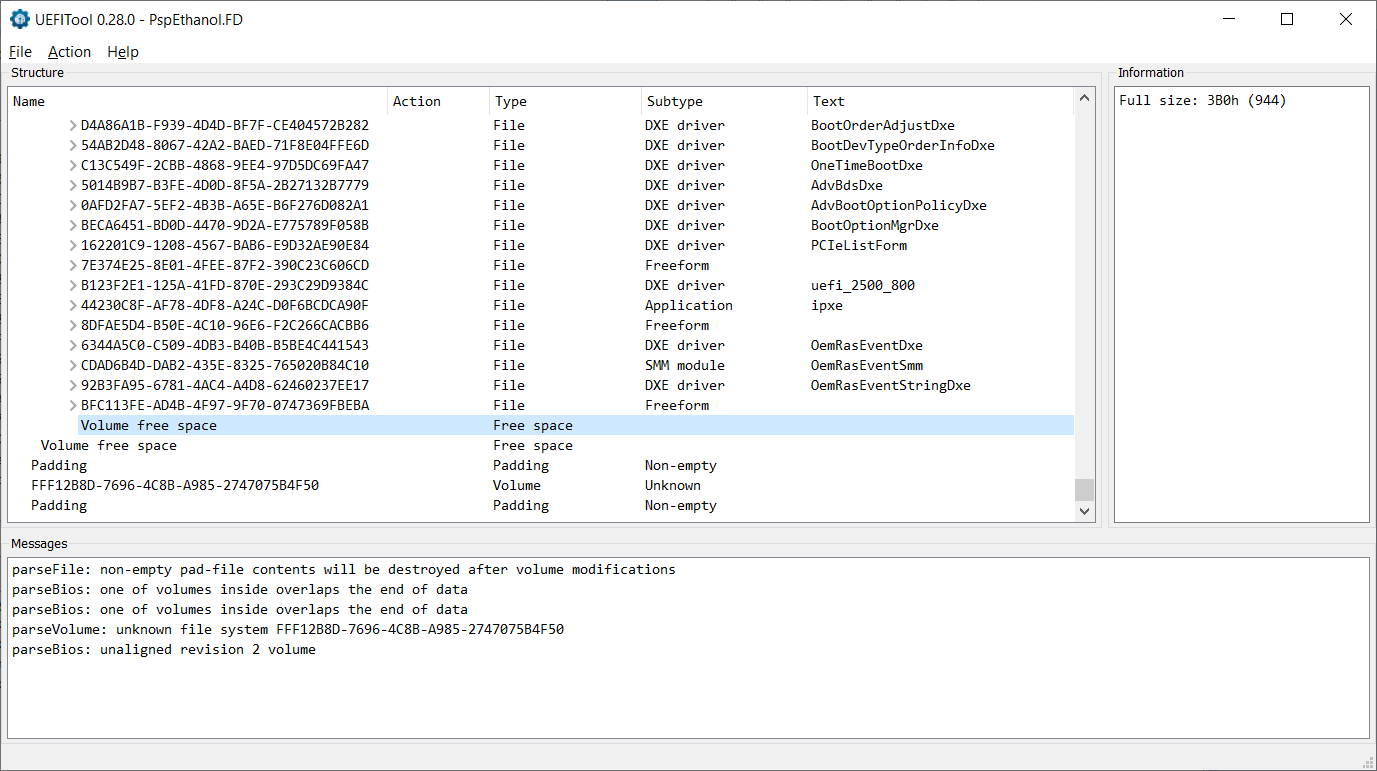 UEFITool 0.28.0 - PspEthanol.FD
File Action Help
Structure
Name Action Type Subtype Text
D4A86A1B-F939-4D4D-BF7F-CE404572B282 File DXE driver BootOrderAdjustDxe
54AB2D48-8067-42A2-BAED-71F8E04FFE6D File DXE driver BootDevTypeOrderInfoDxe
C13C549F-2CBB-4868-9EE4-97D5DC69FA47 File DXE driver OneTimeBootDxe
5014B9B7-B3FE-4D0D-8F5A-2B27132B7779 File DXE driver AdvBdsDxe
0AFD2FA7-5EF2-4B3B-A65E-B6F276D082A1 File DXE driver AdvBootOptionPolicyDxe
BECA6451-BD0D-4470-9D2A-E775789F058B File DXE driver BootOptionMgrDxe
162201C9-1208-4567-BAB6-E9D32AE90E84 File DXE driver PCIeListForm
7E374E25-8E01-4FEE-87F2-390C23C606CD File Freeform
B123F2E1-125A-41FD-870E-293C29D9384C File DXE driver uefi_2500_800
44230C8F-AF78-4DF8-A24C-D0F6BCDCA90F File Application ipxe
8DFAE5D4-B50E-4C10-96E6-F2C266CACBB6 File Freeform
6344A5C0-C509-4DB3-B40B-B5BE4C441543 File DXE driver OemRasEventDxe
CDAD6B4D-DAB2-435E-8325-765020B84C10 File SMM module OemRasEventSmm
92B3FA95-6781-4AC4-A4D8-62460237EE17 File DXE driver OemRasEventStringDxe
BFC113FE-AD4B-4F97-9F70-0747369FBEBA File Freeform
Volume free space Free space
Volume free space Free space
Padding Padding Non-empty
FFF12B8D-7696-4C8B-A985-2747075B4F50 Volume Unknown
Padding Padding Non-empty
Information
Full size: 3B0h (944)
Messages
parseFile: non-empty pad-file contents will be destroyed after volume modifications
parseBios: one of volumes inside overlaps the end of data
parseBios: one of volumes inside overlaps the end of data
parseVolume: unknown file system FFF12B8D-7696-4C8B-A985-2747075B4F50
parseBios: unaligned revision 2 volume